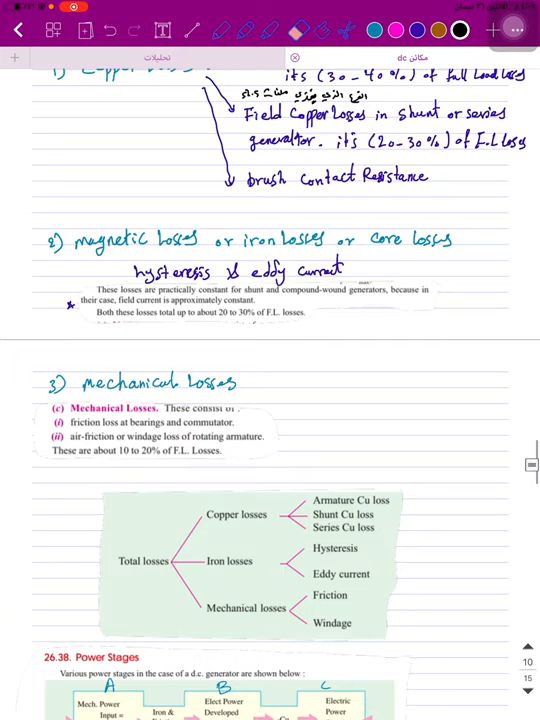 تحليلات
مكائن dc
1) Copper
its (30-40%) of full Load losses
Field Copper Losses in shunt or series
its (20-30%) of F.L loses
brush Contact Resistance
2) magnetic Losses or iron Losses or core losses
hysteresis & eddy current
These losses are practically constant for shunt and compound-wound generators, because in
their case, field current is approximately constant.
Both these losses total up to about 20 to 30% of F.L. losses.
3) mechanical Losses
(c) Mechanical Losses. These consist of :
(i) friction loss at bearings and commutator.
(ii) air-friction or windage loss of rotating armature.
These are about 10 to 20% of F.L. Losses.
Total losses
Copper losses
Armature Cu loss
Shunt Cu loss
Series Cu loss
Iron losses
Hysteresis
Eddy current
Mechanical losses
Friction
Windage
10
15
26.38. Power Stages
Various power stages in the case of a d.c. generator are shown below :
A B C
Mech. Power
Input =
Iron &
Elect Power
Developed
Cu
Electric
Power